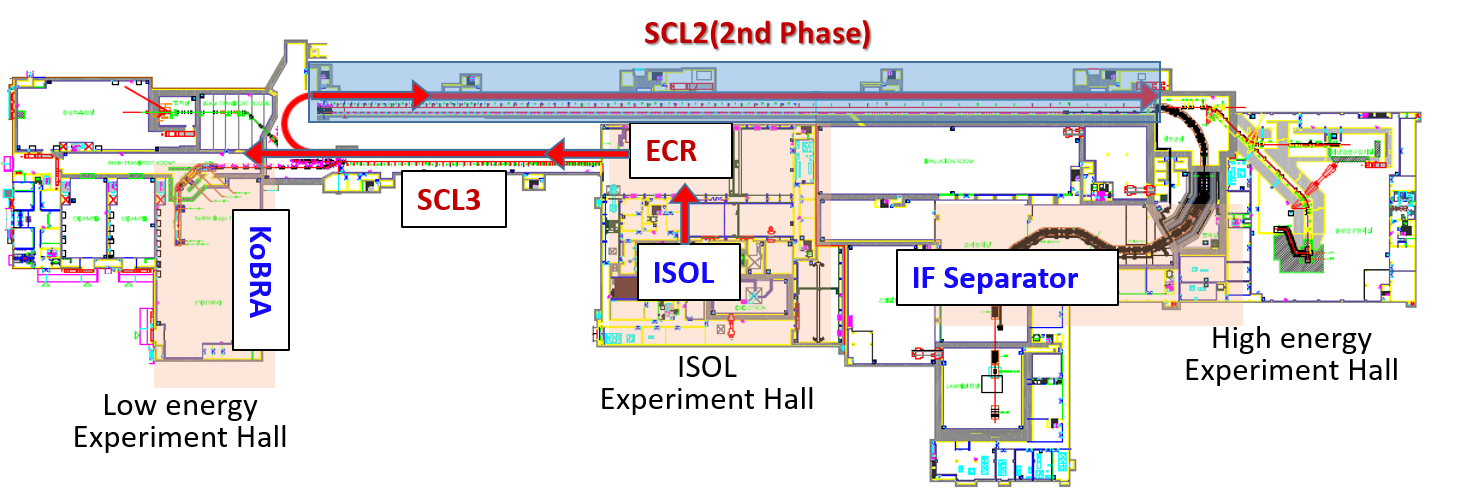 SCL2(2nd Phase)
ECR
SCL3
KoBRA
ISOL
IF Separator
High energy
Experiment Hall
ISOL
Experiment Hall
Low energy
Experiment Hall